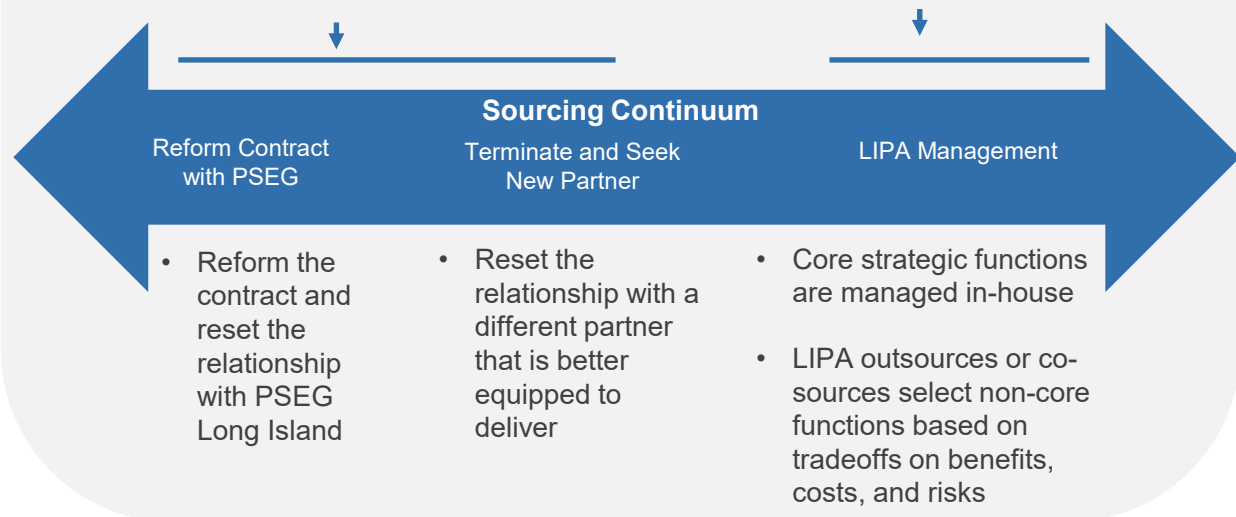 Sourcing Continuum
Reform Contract
with PSEG
Terminate and Seek
New Partner
LIPA Management
• Reform the
contract and
reset the
relationship
with PSEG
Long Island
• Reset the
relationship with a
different partner
that is better
equipped to
deliver
• Core strategic functions
are managed in-house
• LIPA outsources or co-
sources select non-core
functions based on
tradeoffs on benefits,
costs, and risks